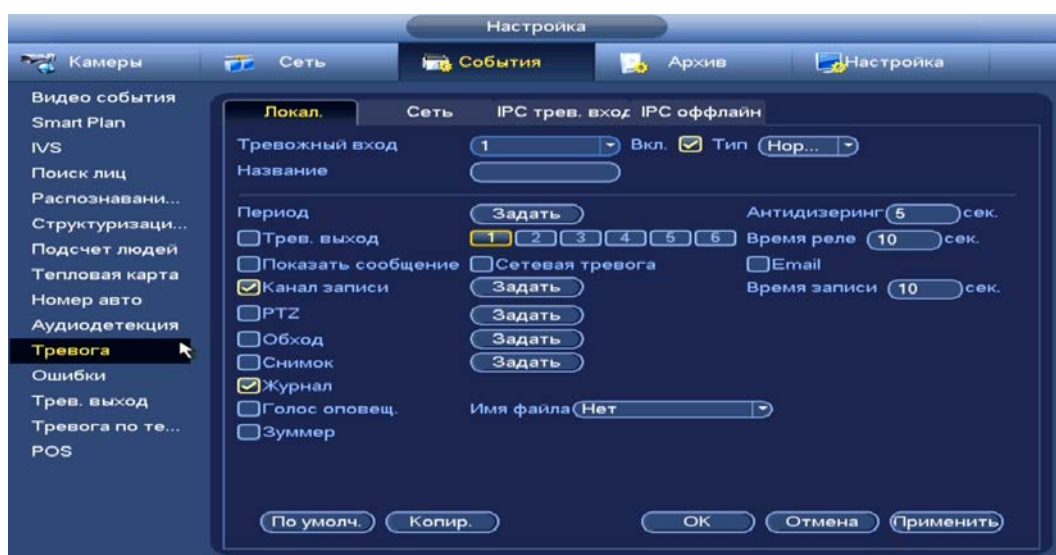 Настройка
Камеры Сеть События Архив Настройка
Видео события
Smart Plan
IVS
Поиск лиц
Распознавани...
Структуризаци...
Подсчет людей
Тепловая карта
Номер авто
Аудиодетекция
Тревога
Ошибки
Трев. выход
Тревога по те...
POS
Локал. Сеть IPC трев. вход IPC оффлайн
Тревожный вход 1 Вкл. Тип Нор...
Название
Период Задать Антидизеринг 5 сек.
Трев. выход 1 2 3 4 5 6 Время реле 10 сек.
Показать сообщение Сетевая тревога Email
Канал записи Задать Время записи 10 сек.
PTZ Задать
Обход Задать
Снимок Задать
Журнал
Голос оповещ. Имя файла Нет
Зуммер
По умолч. Копир. OK Отмена Применить